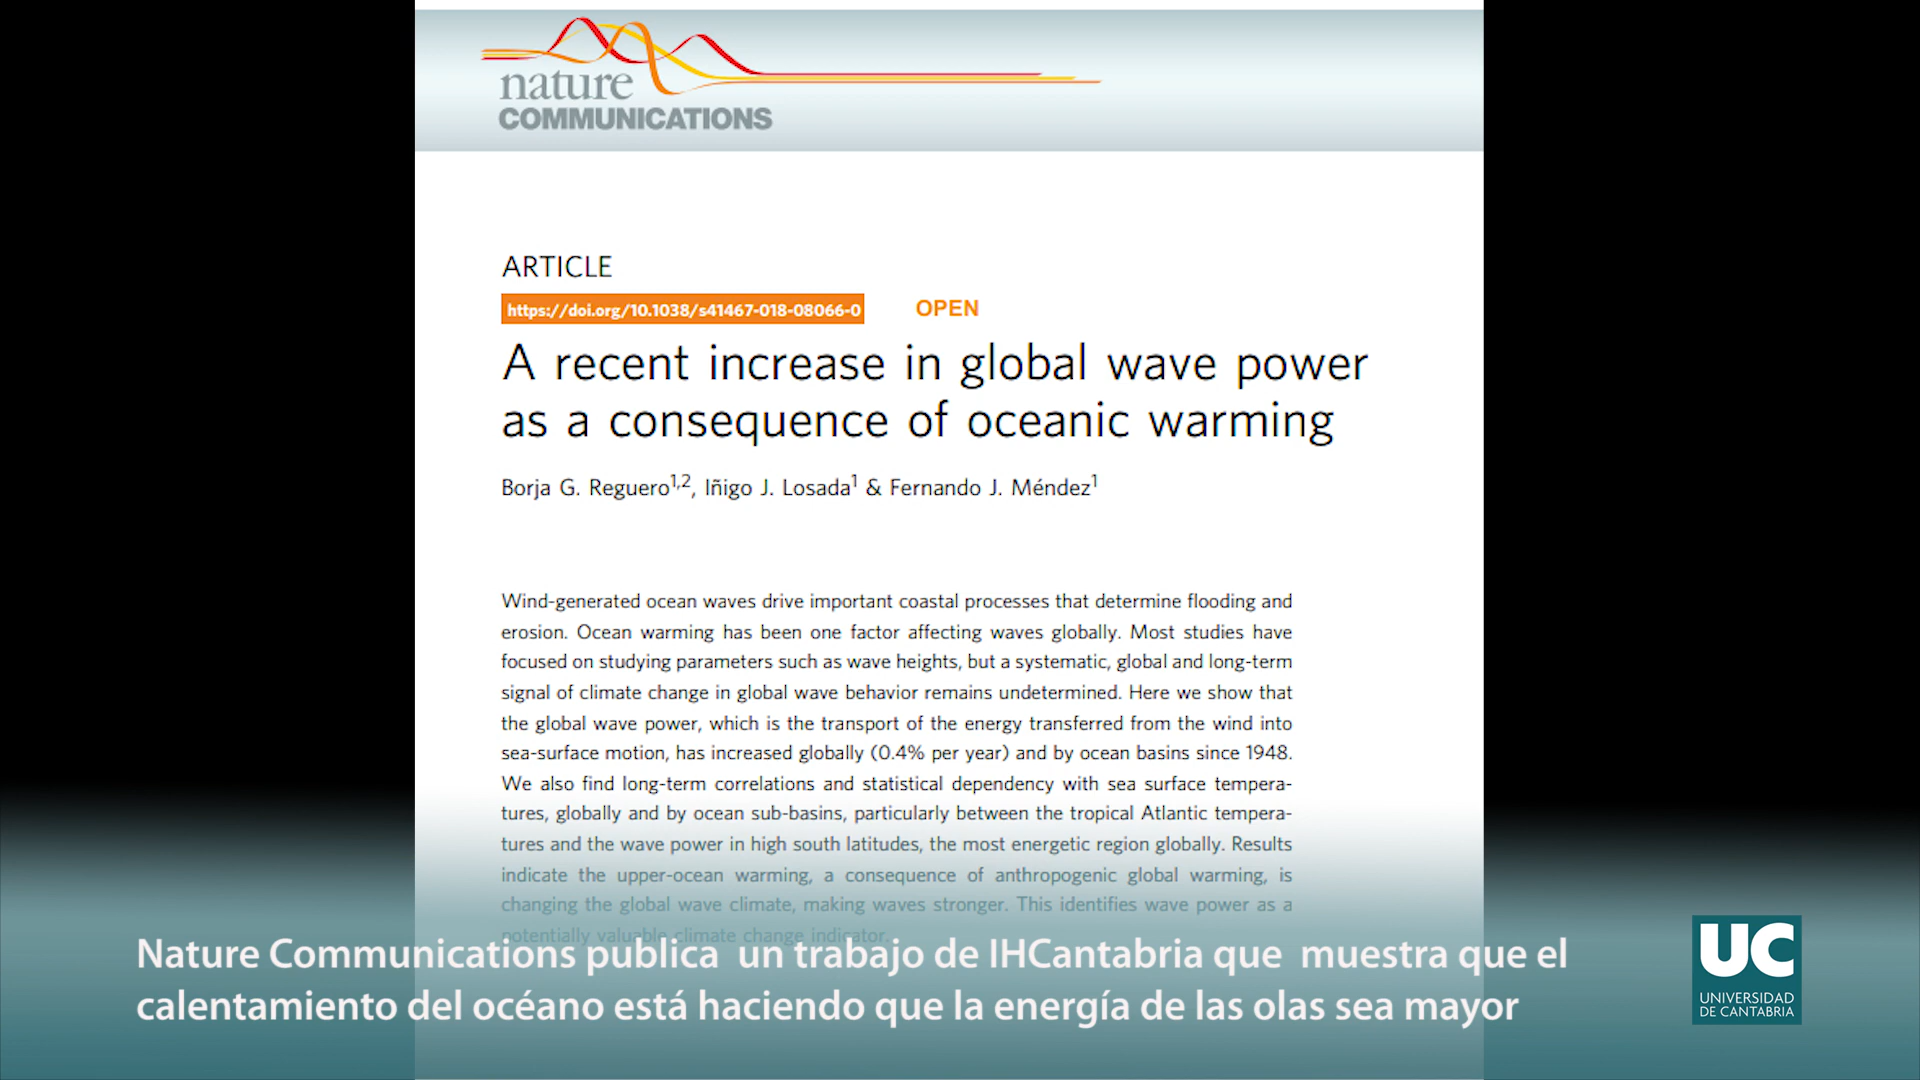 nature
COMMUNICATIONS
ARTICLE
https://doi.org/10.1038/s41467-018-08066-0
OPEN
A recent increase in global wave power
as a consequence of oceanic warming
Borja G. Reguero1,2, Iñigo J. Losada1 & Fernando J. Méndez1
Wind-generated ocean waves drive important coastal processes that determine flooding and
erosion. Ocean warming has been one factor affecting waves globally. Most studies have
focused on studying parameters such as wave heights, but a systematic, global and long-term
signal of climate change in global wave behavior remains undetermined. Here we show that
the global wave power, which is the transport of the energy transferred from the wind into
sea-surface motion, has increased globally (0.4% per year) and by ocean basins since 1948.
We also find long-term correlations and statistical dependency with sea surface tempera-
tures, globally and by ocean sub-basins, particularly between the tropical Atlantic tempera-
tures and the wave power in high south latitudes, the most energetic region globally. Results
indicate the upper-ocean warming, a consequence of anthropogenic global warming, is
changing the global wave climate, making waves stronger. This identifies wave power as a
potentially valuable climate change indicator.
Nature Communications publica un trabajo de IHCantabria que muestra que el
calentamiento del océano está haciendo que la energía de las olas sea mayor
UC
UNIVERSIDAD
DE CANTABRIA